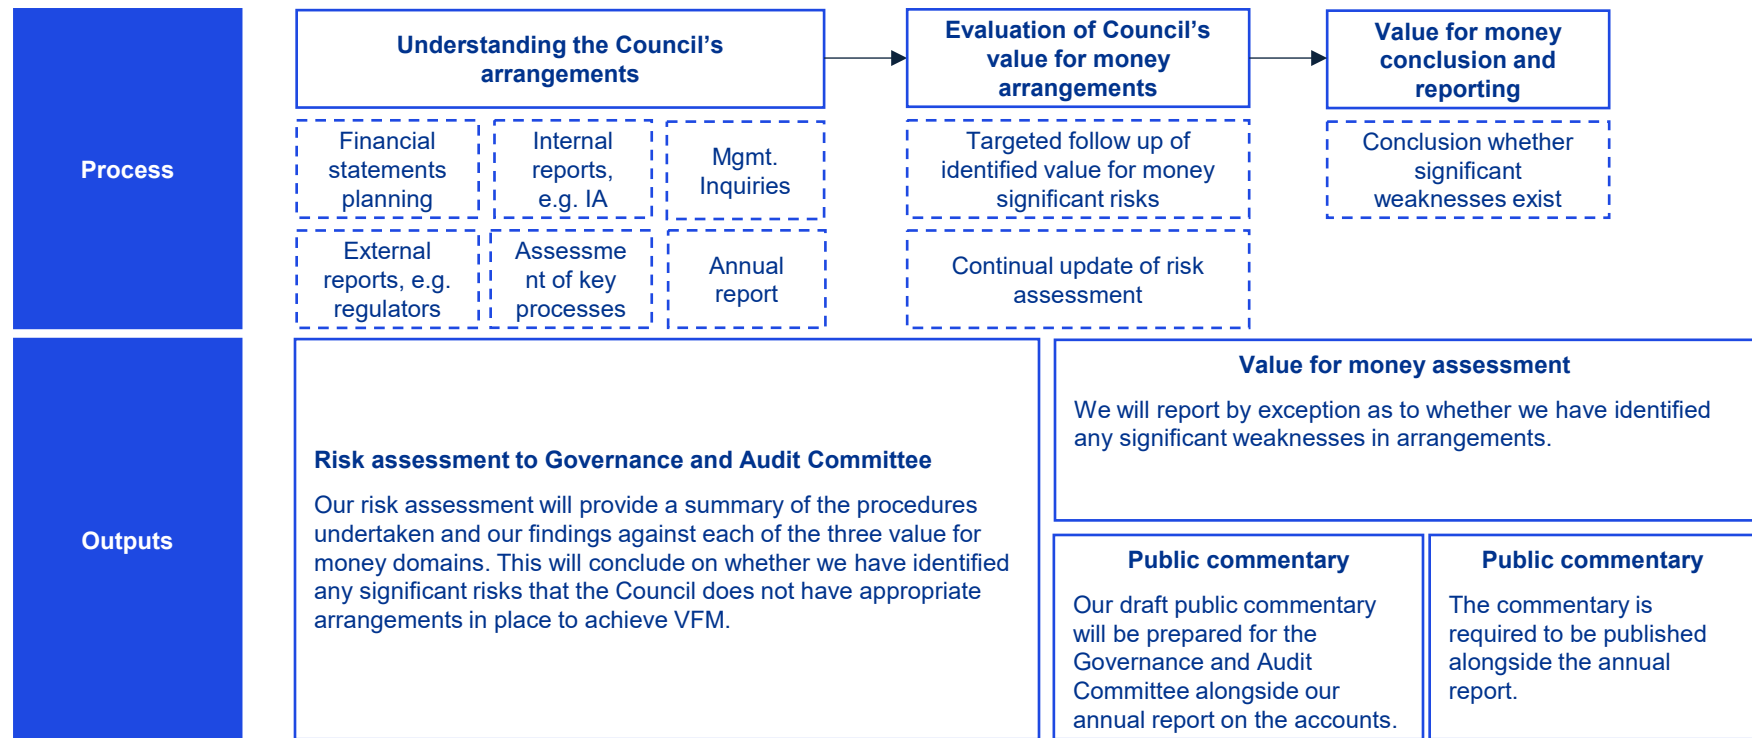 Process
Understanding the Council’s
arrangements
Evaluation of Council’s
value for money
arrangements
Value for money
conclusion and
reporting
Financial
statements
planning
Internal
reports,
e.g. IA
Mgmt.
Inquiries
External
reports, e.g.
regulators
Assessme
nt of key
processes
Annual
report
Targeted follow up of
identified value for money
significant risks
Continual update of risk
assessment
Conclusion whether
significant
weaknesses exist
Outputs
Risk assessment to Governance and Audit Committee
Our risk assessment will provide a summary of the procedures
undertaken and our findings against each of the three value for
money domains. This will conclude on whether we have identified
any significant risks that the Council does not have appropriate
arrangements in place to achieve VFM.
Value for money assessment
We will report by exception as to whether we have identified
any significant weaknesses in arrangements.
Public commentary
Our draft public commentary
will be prepared for the
Governance and Audit
Committee alongside our
annual report on the accounts.
Public commentary
The commentary is
required to be published
alongside the annual
report.